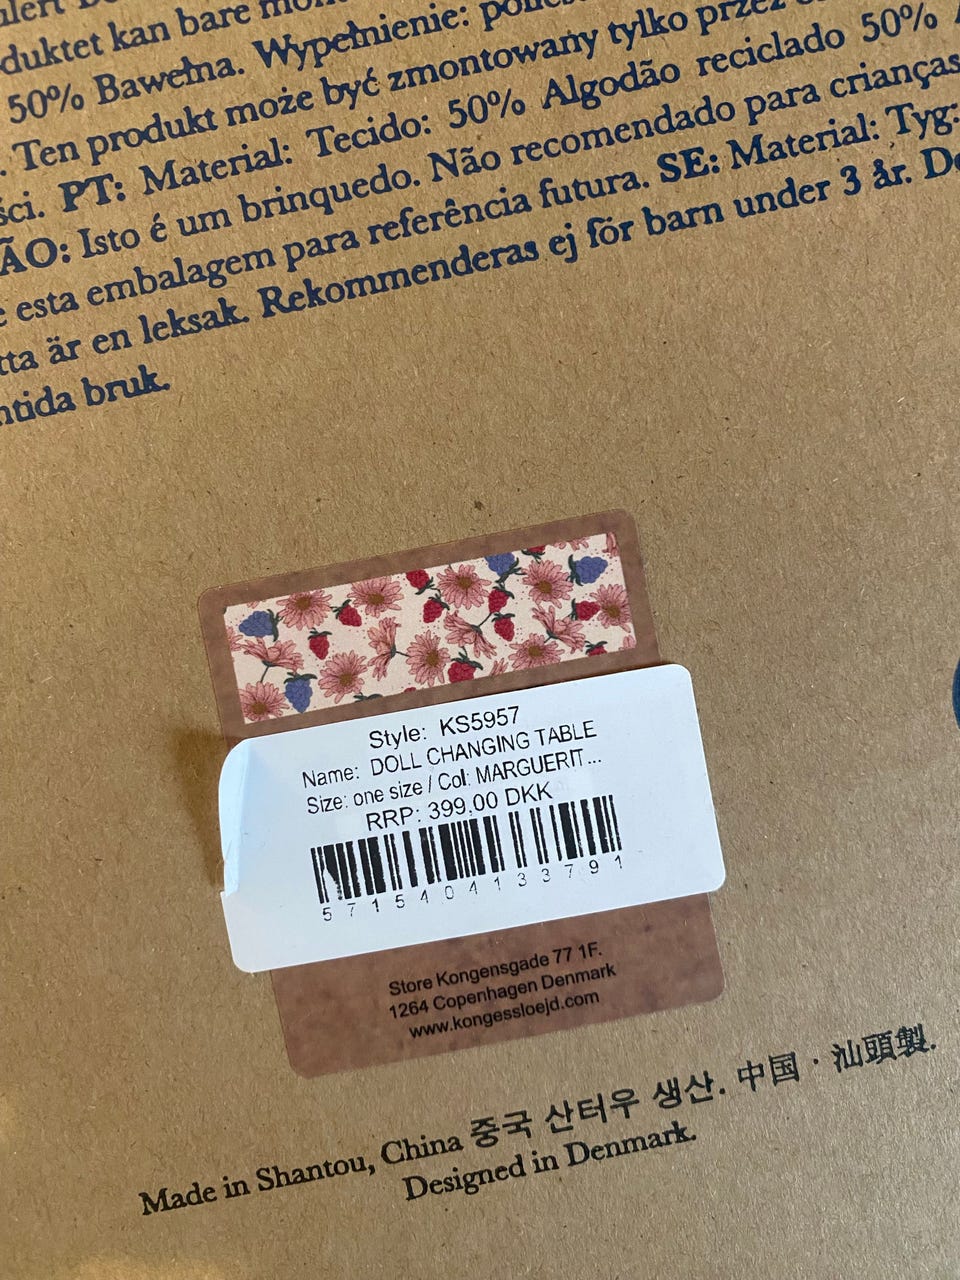 duktet kan bare
50% Bawełna. Wypełnienie:
. Ten produkt może być zmontowany tylko przez
ści. PT: Material: Tecido: 50% Algodão reciclado 50%
ÃO: Isto é um brinquedo. Não recomendado para crianças
e esta embalagem para referência futura. SE: Material: Tyg:
tta är en leksak. Rekommenderas ej för barn under 3 år.
ntida bruk.
Style: KS5957
Name: DOLL CHANGING TABLE
Size: one size / Col: MARGUERIT...
RRP: 399,00 DKK
5715404133791
Store Kongensgade 77 1F.
1264 Copenhagen Denmark
www.kongessloejd.com
Made in Shantou, China 중국 산터우 생산. 中国·汕頭製.
Designed in Denmark.